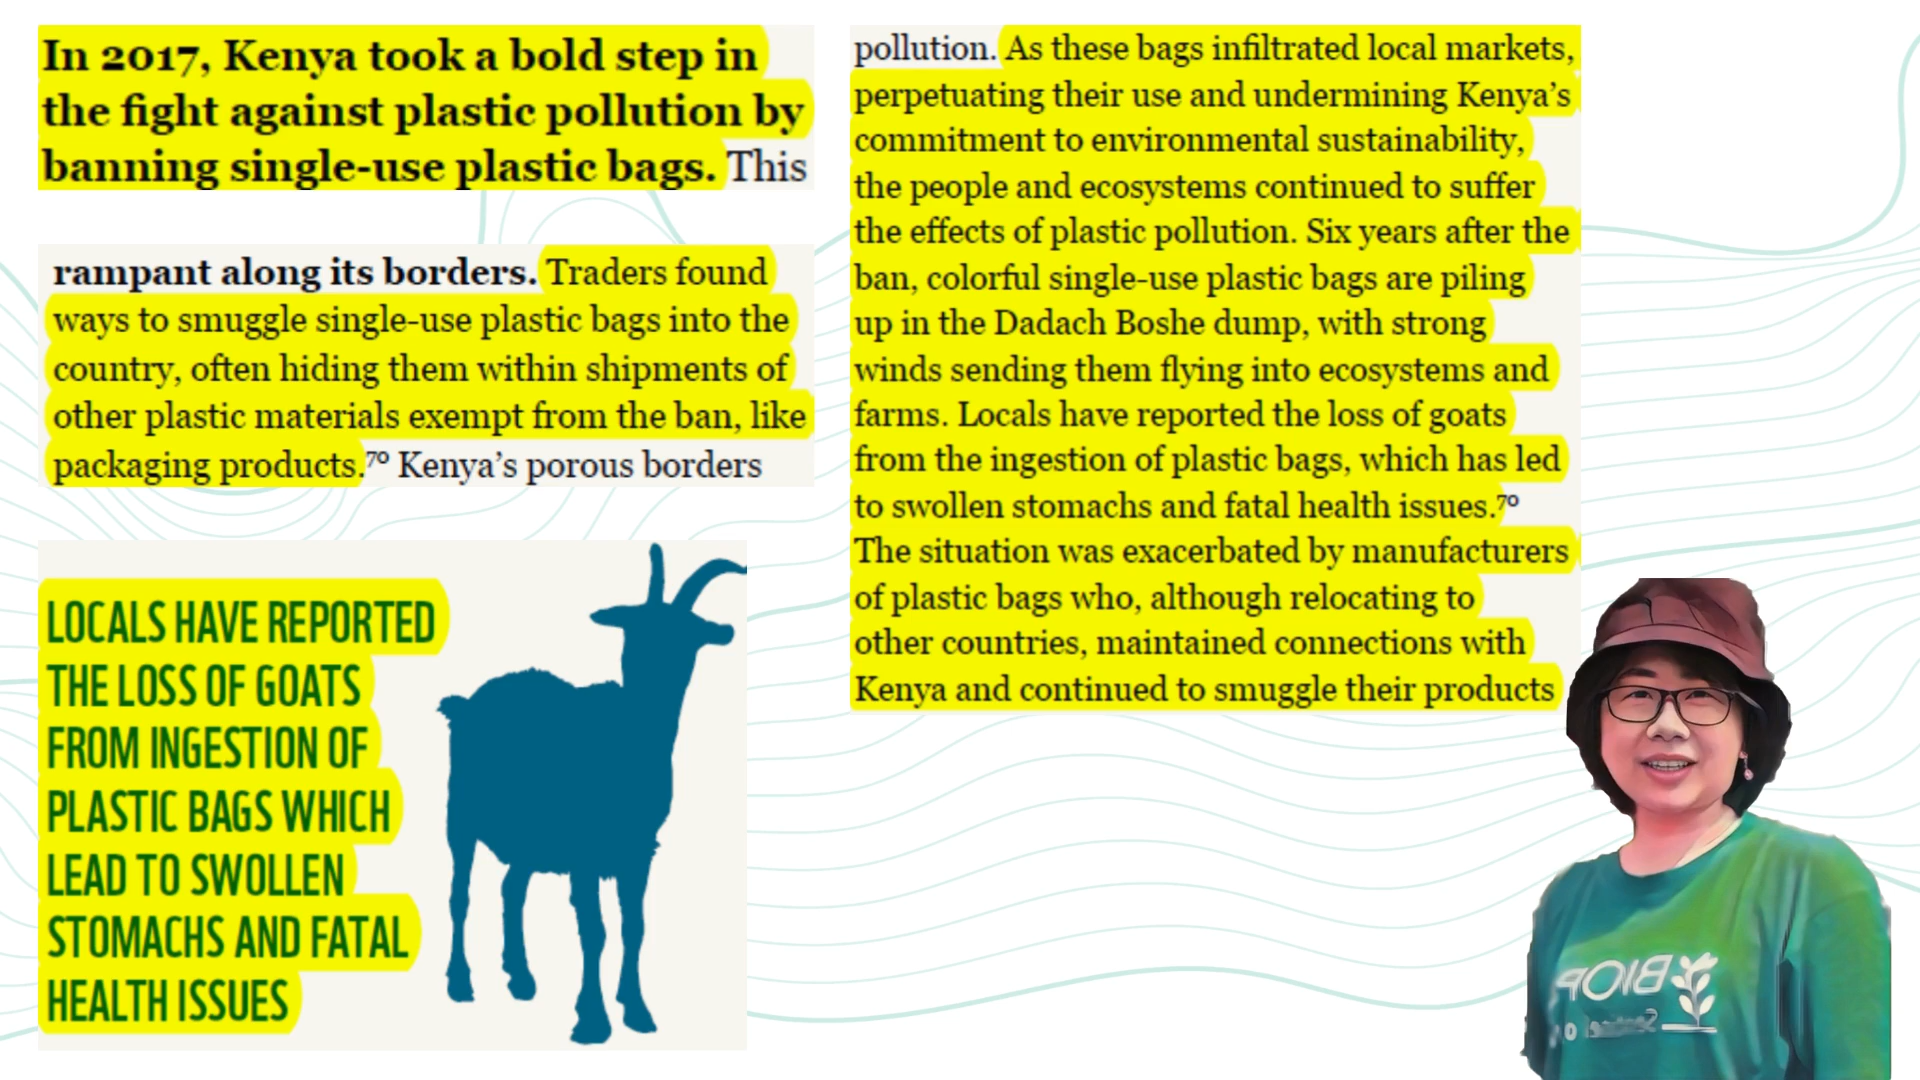 In 2017, Kenya took a bold step in
the fight against plastic pollution by
banning single-use plastic bags. This
rampant along its borders. Traders found
ways to smuggle single-use plastic bags into the
country, often hiding them within shipments of
other plastic materials exempt from the ban, like
packaging products.⁷⁰ Kenya's porous borders
LOCALS HAVE REPORTED
THE LOSS OF GOATS
FROM INGESTION OF
PLASTIC BAGS WHICH
LEAD TO SWOLLEN
STOMACHS AND FATAL
HEALTH ISSUES
pollution. As these bags infiltrated local markets,
perpetuating their use and undermining Kenya's
commitment to environmental sustainability,
the people and ecosystems continued to suffer
the effects of plastic pollution. Six years after the
ban, colorful single-use plastic bags are piling
up in the Dadach Boshe dump, with strong
winds sending them flying into ecosystems and
farms. Locals have reported the loss of goats
from the ingestion of plastic bags, which has led
to swollen stomachs and fatal health issues.⁷⁰
The situation was exacerbated by manufacturers
of plastic bags who, although relocating to
other countries, maintained connections with
Kenya and continued to smuggle their products
BIOP